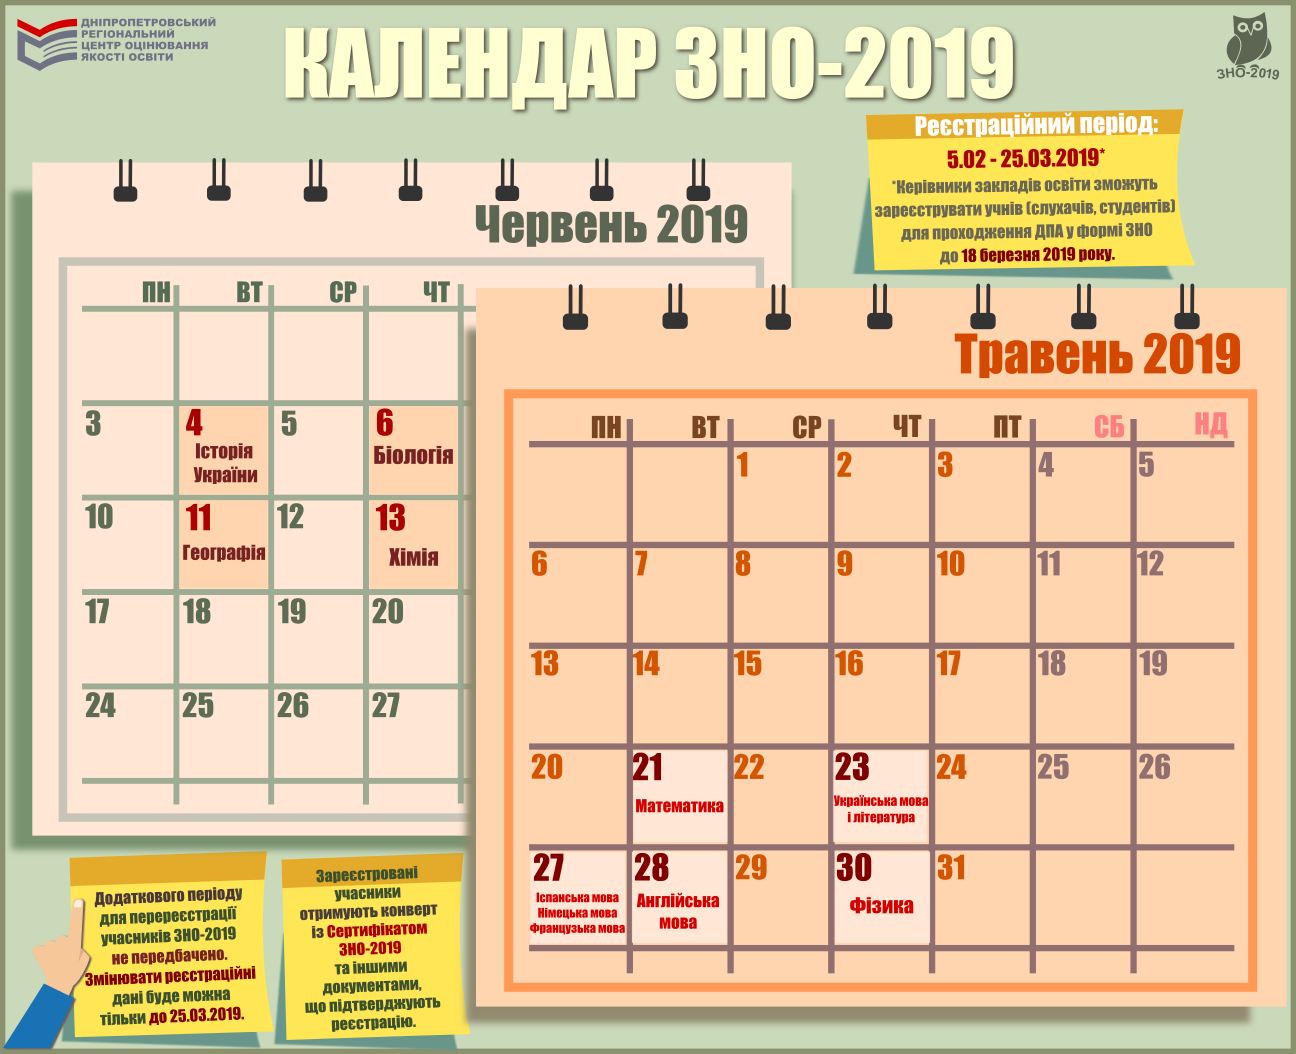 ДНІПРОПЕТРОВСЬКИЙ
РЕГІОНАЛЬНИЙ
ЦЕНТР ОЦІНЮВАННЯ
ЯКОСТІ ОСВІТИ
КАЛЕНДАР ЗНО-2019
ЗНО-2019
Реєстраційний період:
5.02 - 25.03.2019*
*Керівники закладів освіти зможуть
зареєструвати учнів (слухачів, студентів)
для проходження ДПА у формі ЗНО
до 18 березня 2019 року.
Червень 2019
ПН ВТ СР ЧТ
3 4 5 6
Історія
України
Біологія
10 11 12 13
Географія
Хімія
17 18 19 20
24 25 26 27
Травень 2019
ПН ВТ СР ЧТ ПТ СБ НД
1 2 3 4 5
6 7 8 9 10 11 12
13 14 15 16 17 18 19
20 21 22 23 24 25 26
Математика
Українська мова
і література
27 28 29 30 31
Іспанська мова
Німецька мова
Французька мова
Англійська
мова
Фізика
Додаткового періоду
для перереєстрації
учасників ЗНО-2019
не передбачено.
Змінювати реєстраційні
дані буде можна
тільки до 25.03.2019.
Зареєстровані
учасники
отримують конверт
із Сертифікатом
ЗНО-2019
та іншими
документами,
що підтверджують
реєстрацію.